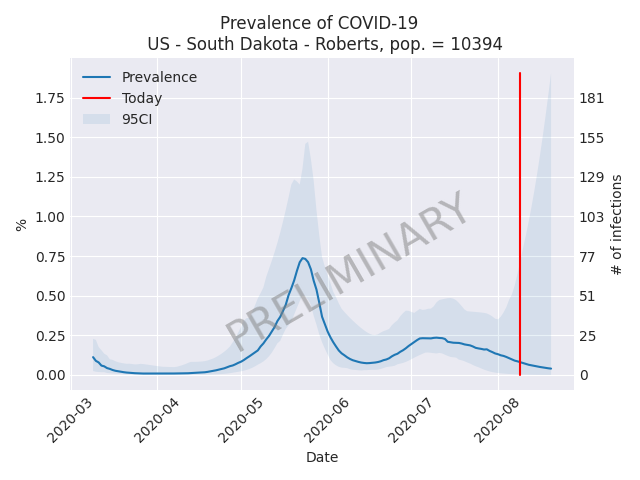 Prevalence of COVID-19
US - South Dakota - Roberts, pop. = 10394
Prevalence
Today
95CI
1.75
1.50
1.25
1.00
0.75
0.50
0.25
0.00
%
181
155
129
103
77
51
25
0
# of infections
PRELIMINARY
2020-03
2020-04
2020-05
2020-06
2020-07
2020-08
Date